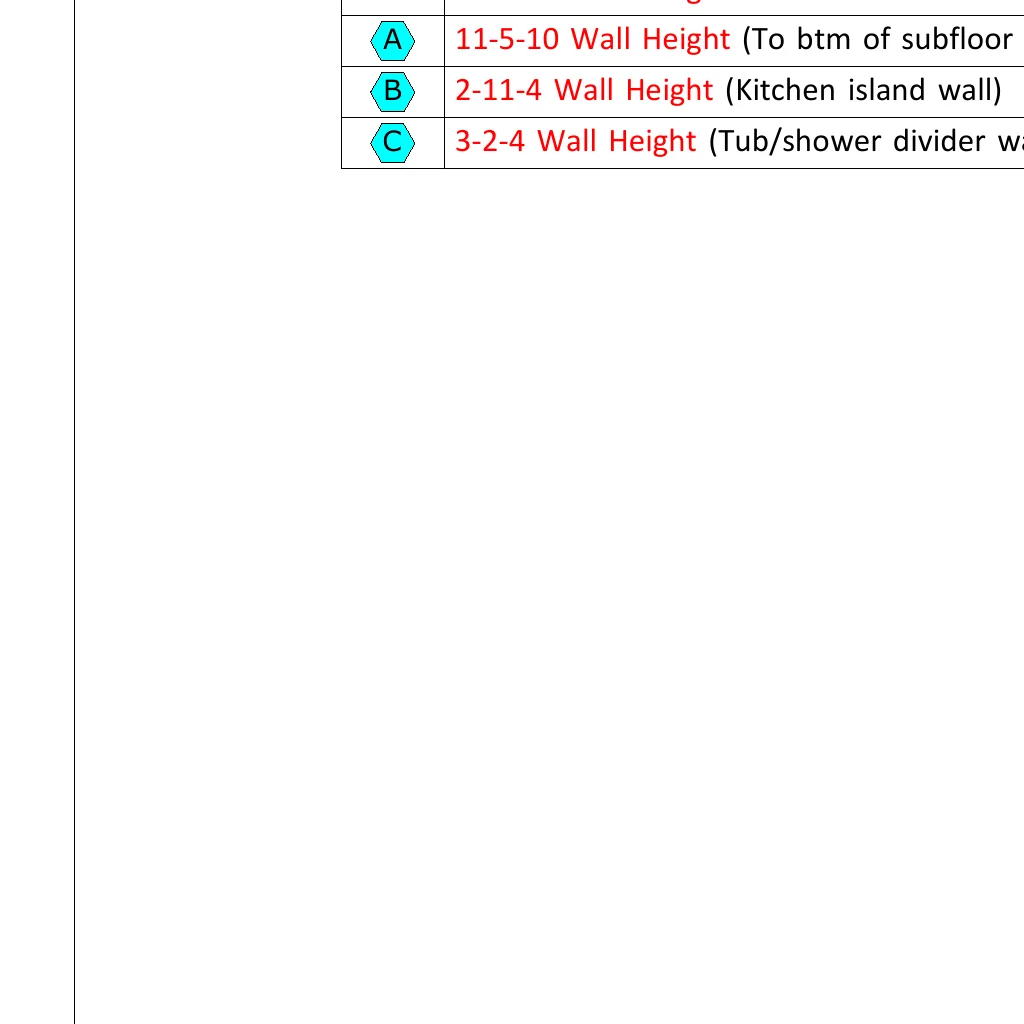 A 11-5-10 Wall Height (To btm of subfloor
B 2-11-4 Wall Height (Kitchen island wall)
C 3-2-4 Wall Height (Tub/shower divider